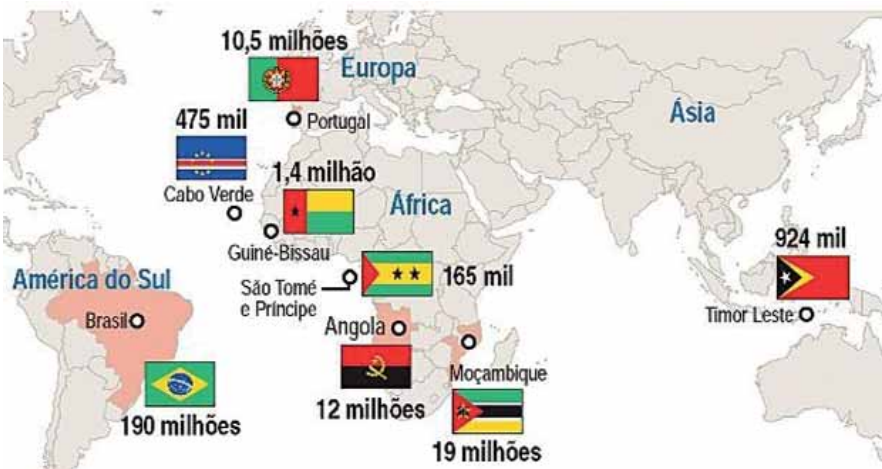 10,5 milhões
Europa
Portugal
Ásia
475 mil
Cabo Verde
1,4 milhão
Guiné-Bissau
África
América do Sul
São Tomé
e Príncipe
165 mil
924 mil
Timor Leste
Brasil
190 milhões
Angola
12 milhões
Moçambique
19 milhões